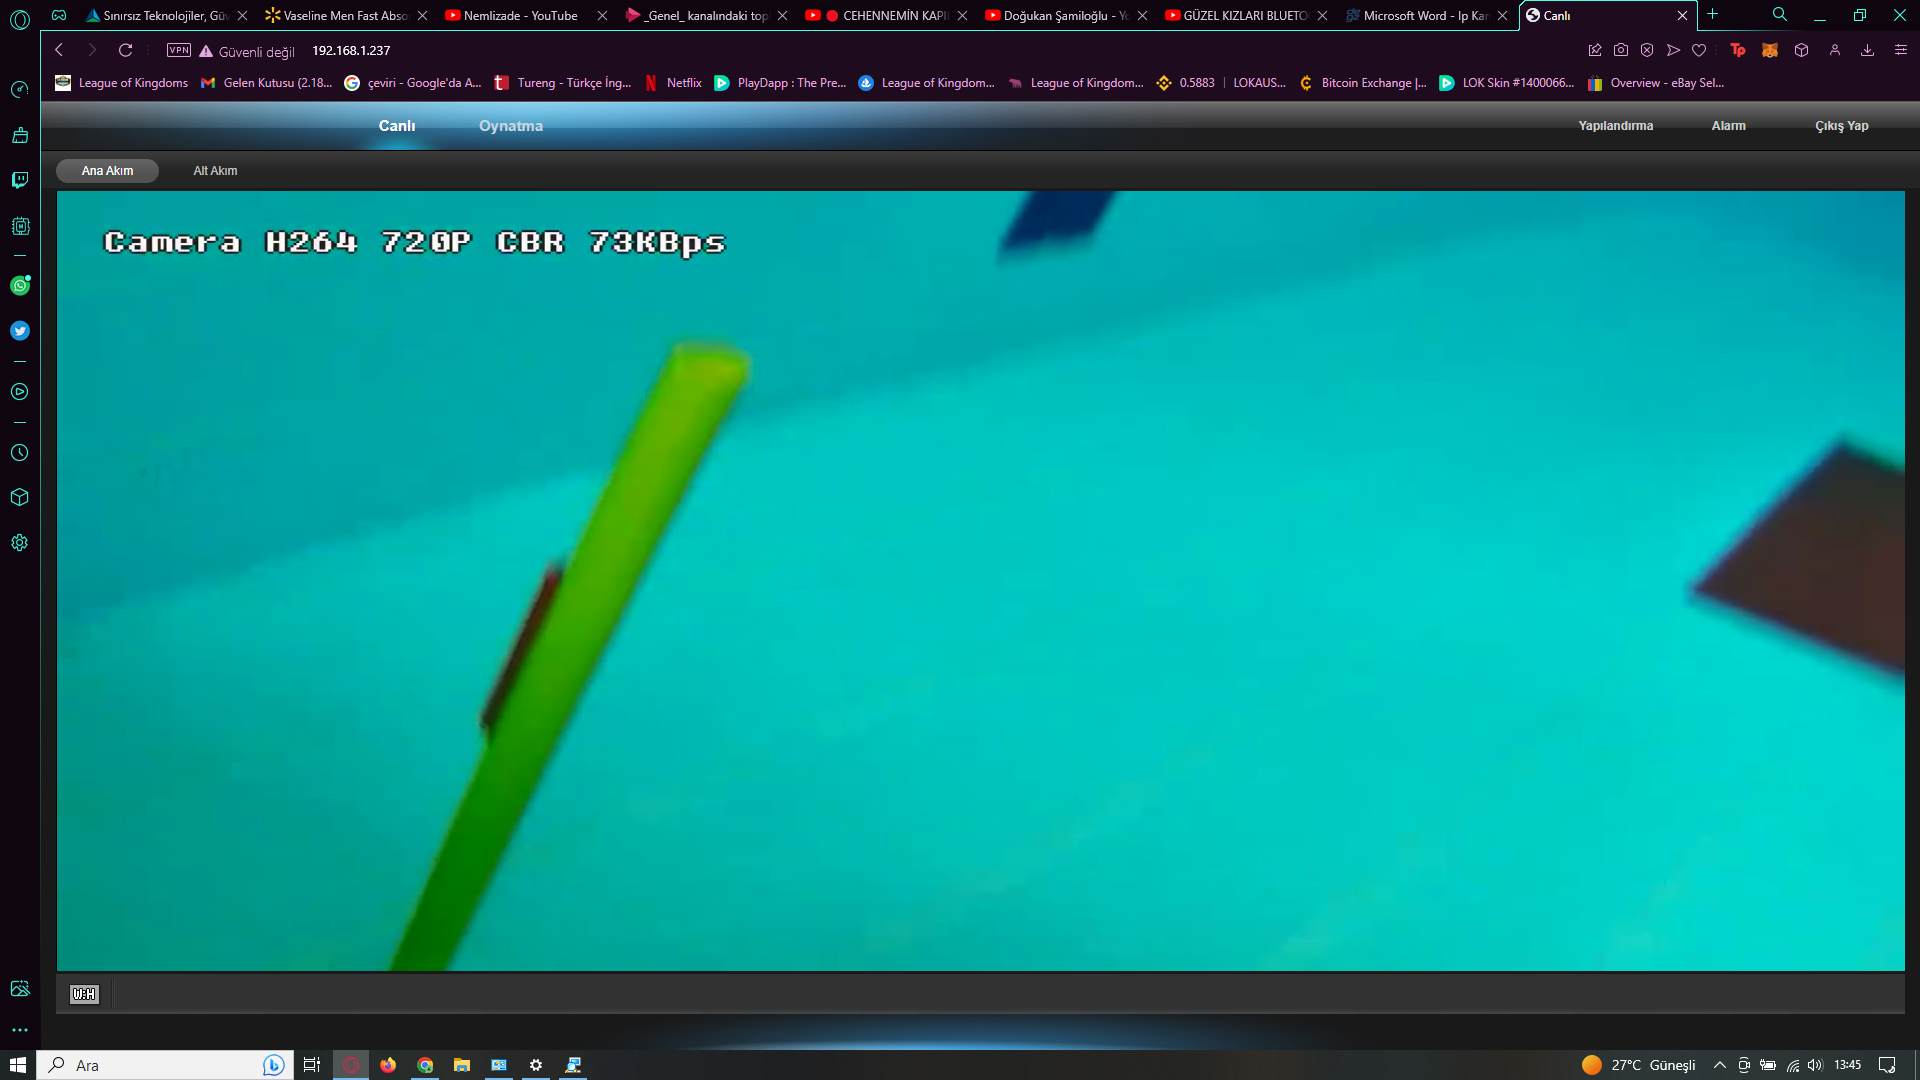 Sınırsız Teknolojiler, Güv
Vaseline Men Fast Abso
Nemlizade - YouTube
_Genel_ kanalındaki top
CEHENNEMİN KAPI
Doğukan Şamiloğlu - Yo
GÜZEL KIZLARI BLUETO
Microsoft Word - Ip Kar
Canlı
VPN
Güvenli değil
192.168.1.237
League of Kingdoms
Gelen Kutusu (2.18...
çeviri - Google'da A...
Tureng - Türkçe İng...
Netflix
PlayDapp : The Pre...
League of Kingdom...
League of Kingdom...
0.5883 | LOKAUS...
Bitcoin Exchange |...
LOK Skin #1400066...
Overview - eBay Sel...
Canlı
Oynatma
Yapılandırma
Alarm
Çıkış Yap
Ana Akım
Alt Akım
Camera H264 720P CBR 73KBps
W:H
Ara
27°C Güneşli
13:45